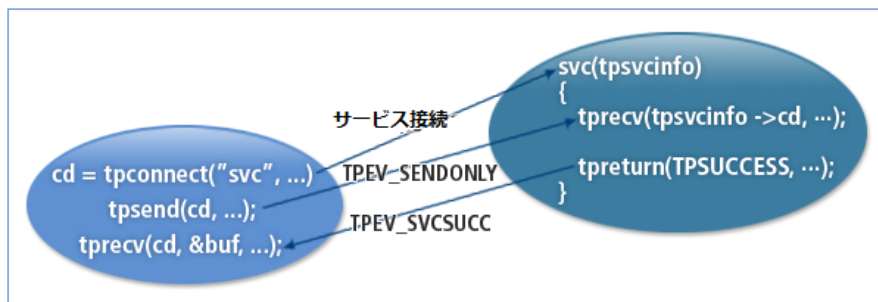 svc(tpsvcinfo)
{
tprecv(tpsvcinfo ->cd, ...);
tpreturn(TPSUCCESS, ...);
}
サービス接続
TPEV_SENDONLY
TPEV_SVCSUCC
cd = tpconnect("svc", ...)
tpsend(cd, ...);
tprecv(cd, &buf, ...);